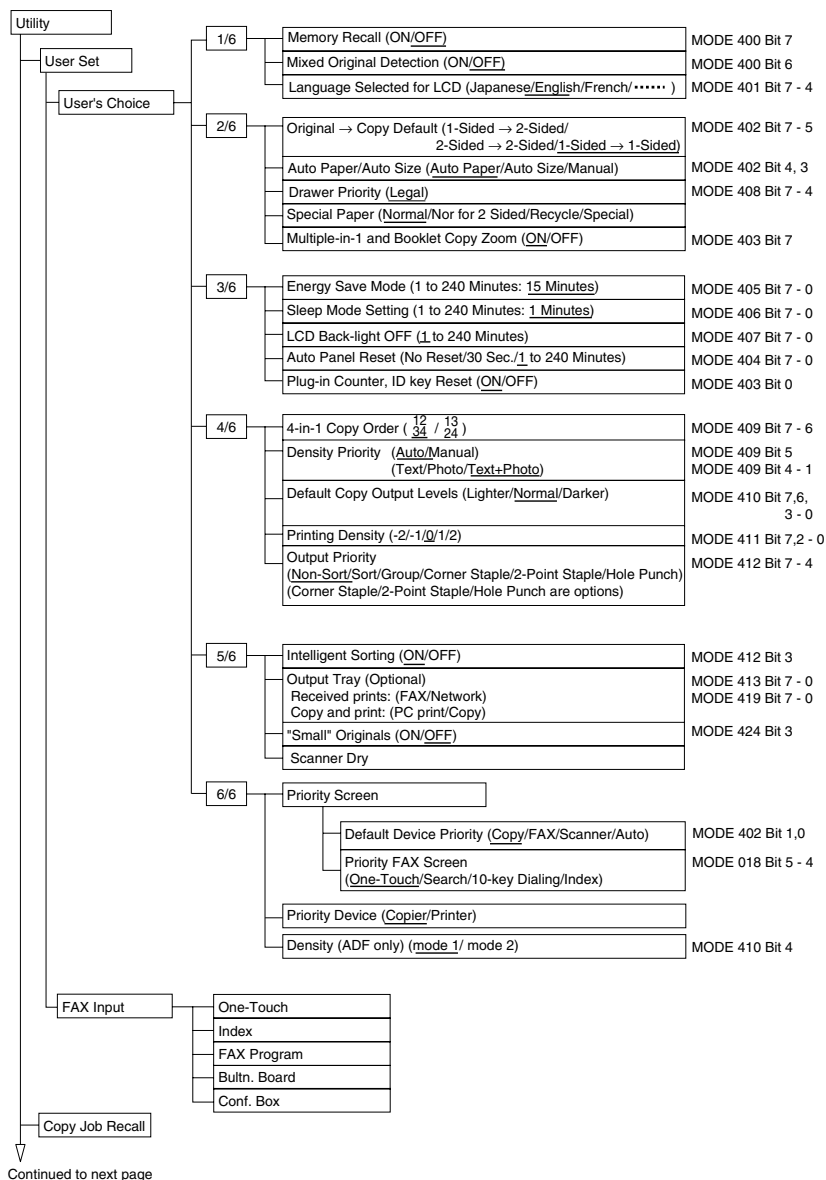 Utility
User Set
User's Choice
1/6
Memory Recall (ON/OFF)
MODE 400 Bit 7
Mixed Original Detection (ON/OFF)
MODE 400 Bit 6
Language Selected for LCD (Japanese/English/French/ ······ )
MODE 401 Bit 7 - 4
2/6
Original → Copy Default (1-Sided → 2-Sided/
2-Sided → 2-Sided/1-Sided → 1-Sided)
MODE 402 Bit 7 - 5
Auto Paper/Auto Size (Auto Paper/Auto Size/Manual)
MODE 402 Bit 4, 3
Drawer Priority (Legal)
MODE 408 Bit 7 - 4
Special Paper (Normal/Nor for 2 Sided/Recycle/Special)
Multiple-in-1 and Booklet Copy Zoom (ON/OFF)
MODE 403 Bit 7
3/6
Energy Save Mode (1 to 240 Minutes: 15 Minutes)
MODE 405 Bit 7 - 0
Sleep Mode Setting (1 to 240 Minutes: 1 Minutes)
MODE 406 Bit 7 - 0
LCD Back-light OFF (1 to 240 Minutes)
MODE 407 Bit 7 - 0
Auto Panel Reset (No Reset/30 Sec./1 to 240 Minutes)
MODE 404 Bit 7 - 0
Plug-in Counter, ID key Reset (ON/OFF)
MODE 403 Bit 0
4/6
4-in-1 Copy Order ( 12 34 / 13 24 )
MODE 409 Bit 7 - 6
Density Priority (Auto/Manual)
MODE 409 Bit 5
(Text/Photo/Text+Photo)
MODE 409 Bit 4 - 1
Default Copy Output Levels (Lighter/Normal/Darker)
MODE 410 Bit 7,6,
3 - 0
Printing Density (-2/-1/0/1/2)
MODE 411 Bit 7,2 - 0
Output Priority
MODE 412 Bit 7 - 4
(Non-Sort/Sort/Group/Corner Staple/2-Point Staple/Hole Punch)
(Corner Staple/2-Point Staple/Hole Punch are options)
5/6
Intelligent Sorting (ON/OFF)
MODE 412 Bit 3
Output Tray (Optional)
MODE 413 Bit 7 - 0
Received prints: (FAX/Network)
MODE 419 Bit 7 - 0
Copy and print: (PC print/Copy)
"Small" Originals (ON/OFF)
MODE 424 Bit 3
Scanner Dry
6/6
Priority Screen
Default Device Priority (Copy/FAX/Scanner/Auto)
MODE 402 Bit 1,0
Priority FAX Screen
MODE 018 Bit 5 - 4
(One-Touch/Search/10-key Dialing/Index)
Priority Device (Copier/Printer)
Density (ADF only) (mode 1/ mode 2)
MODE 410 Bit 4
FAX Input
One-Touch
Index
FAX Program
Bultn. Board
Conf. Box
Copy Job Recall
Continued to next page